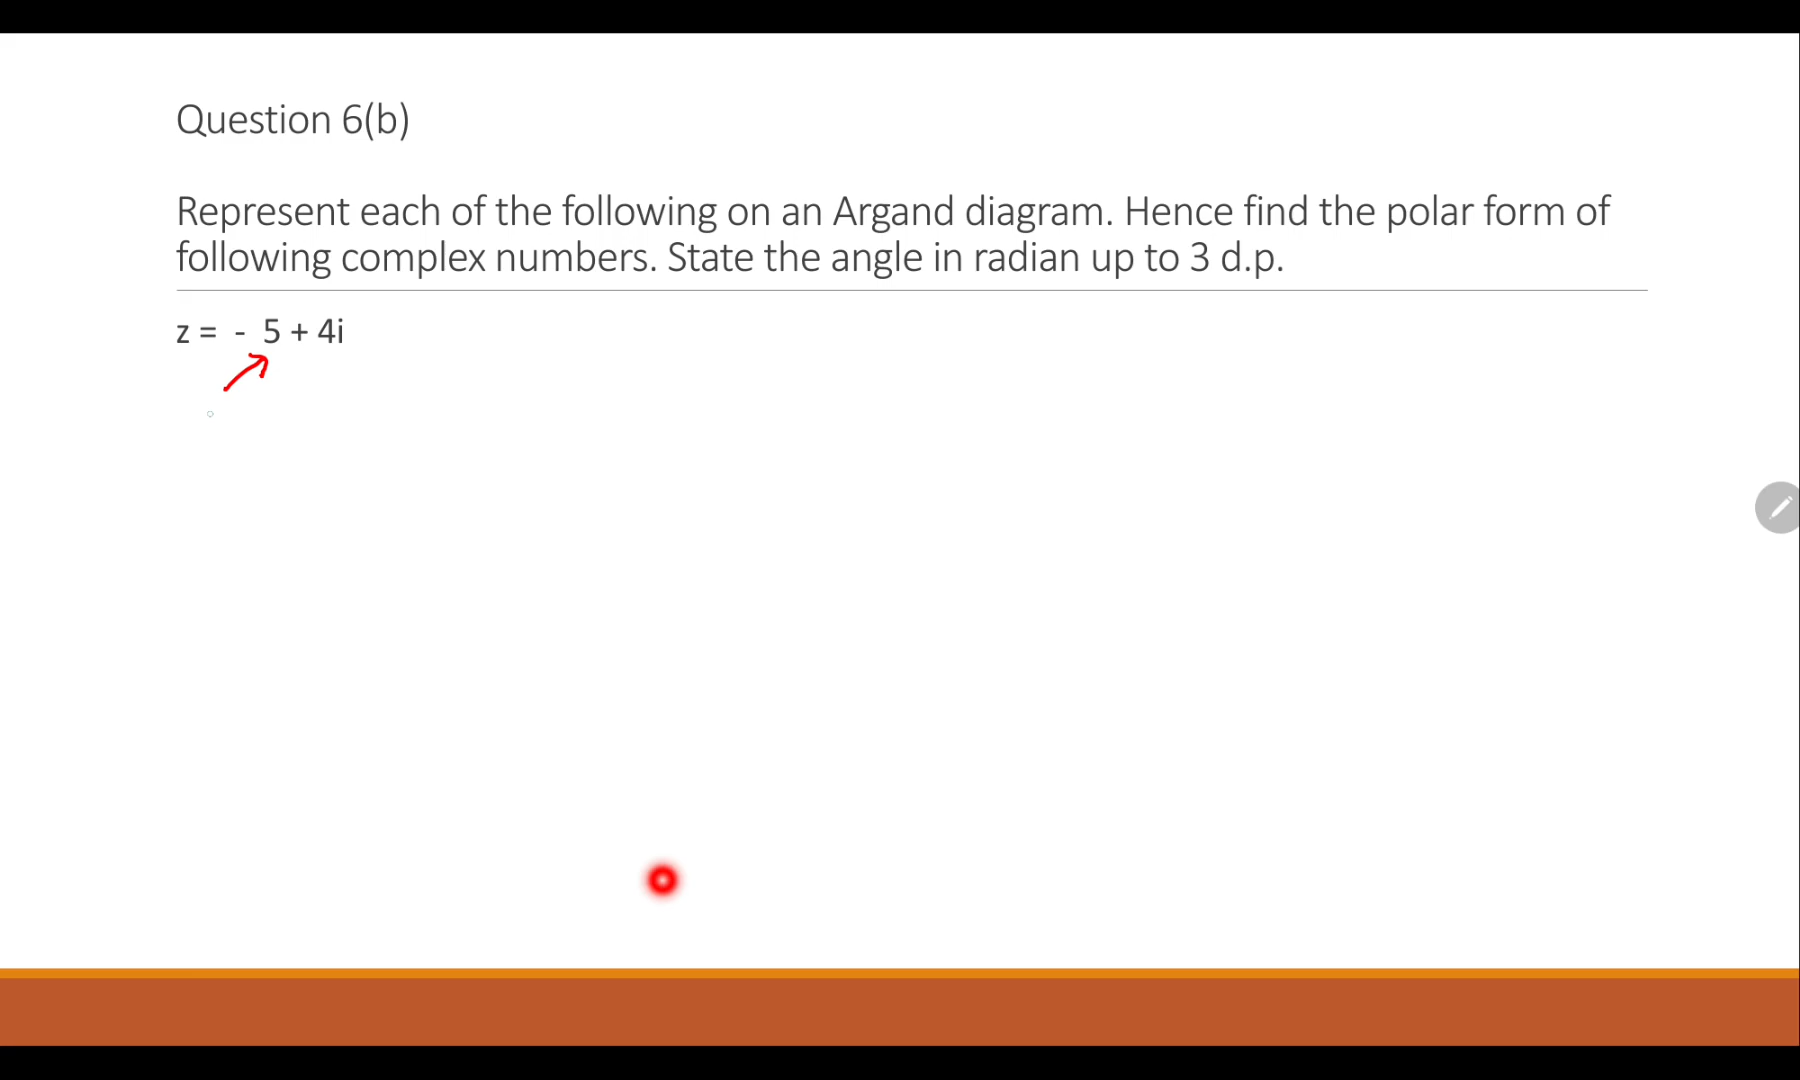 Question 6(b)
Represent each of the following on an Argand diagram. Hence find the polar form of
following complex numbers. State the angle in radian up to 3 d.p.
z = - 5 + 4i